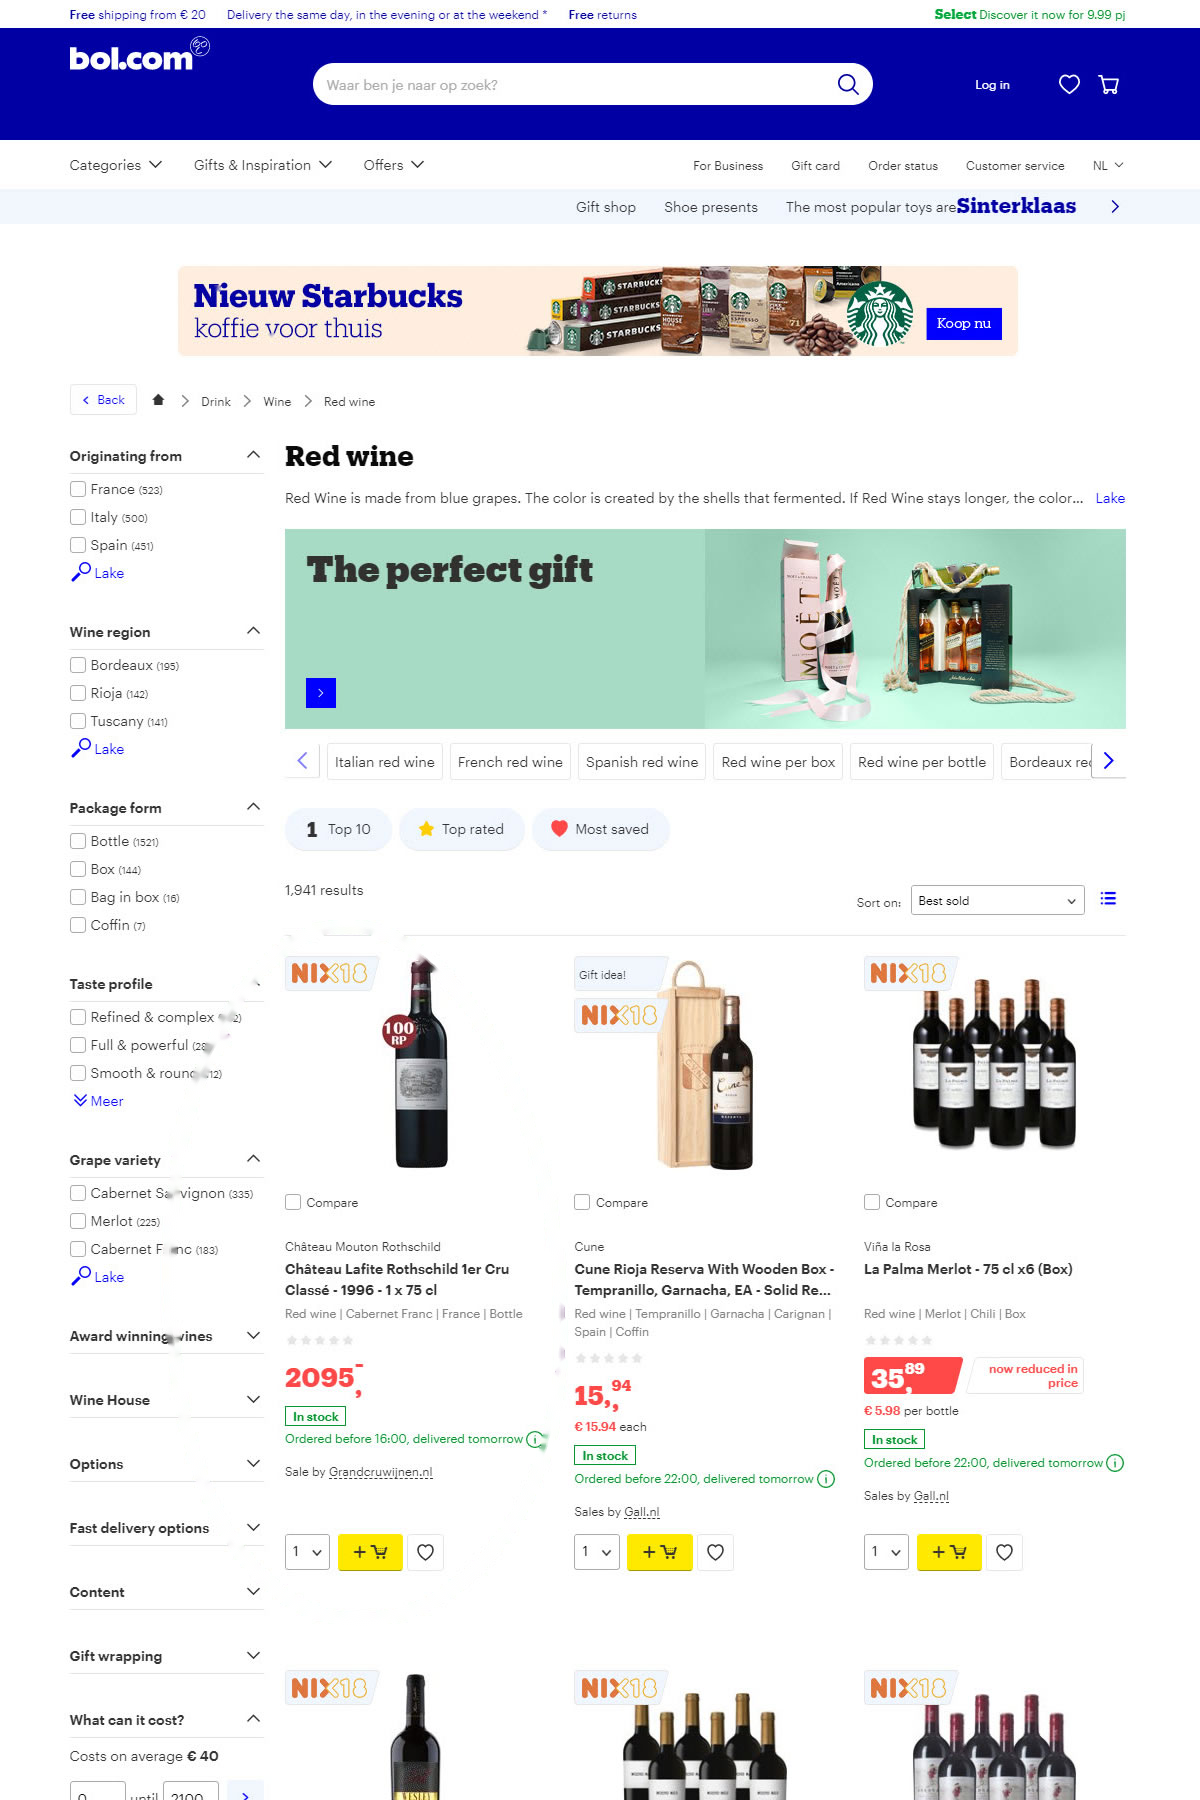 Free shipping from € 20 Delivery the same day, in the evening or at the weekend * Free returns Select Discover it now for 9.99 pj
bol.com
Waar ben je naar op zoek?
Log in
Categories Gifts & Inspiration Offers For Business Gift card Order status Customer service NL
Gift shop Shoe presents The most popular toys are Sinterklaas
Nieuw Starbucks
koffie voor thuis
STARBUCKS
STARBUCKS
STARBUCKS
Koop nu
Back Drink Wine Red wine
Originating from
France (523)
Italy (500)
Spain (451)
Lake
Wine region
Bordeaux (195)
Rioja (142)
Tuscany (141)
Lake
Package form
Bottle (1521)
Box (144)
Bag in box (16)
Coffin (7)
Taste profile
Refined & complex
Full & powerful
Smooth & round
Meer
Grape variety
Cabernet Sauvignon (335)
Merlot (225)
Cabernet Franc (183)
Lake
Award winning wines
Wine House
Options
Fast delivery options
Content
Gift wrapping
What can it cost?
Costs on average € 40
0 until 2100
Red wine
Red Wine is made from blue grapes. The color is created by the shells that fermented. If Red Wine stays longer, the color... Lake
The perfect gift
MOËT
Italian red wine French red wine Spanish red wine Red wine per box Red wine per bottle Bordeaux red
1 Top 10 Top rated Most saved
1,941 results
Sort on: Best sold
NIX18
100
RP
Compare
Château Mouton Rothschild
Château Lafite Rothschild 1er Cru
Classé - 1996 - 1 x 75 cl
Red wine | Cabernet Franc | France | Bottle
2095,-
In stock
Ordered before 16:00, delivered tomorrow
Sale by Grandcruwijnen.nl
1 +
Gift idea!
NIX18
Cune
Compare
Cune
Cune Rioja Reserva With Wooden Box -
Tempranillo, Garnacha, EA - Solid Re...
Red wine | Tempranillo | Garnacha | Carignan |
Spain | Coffin
15,,94
€ 15.94 each
In stock
Ordered before 22:00, delivered tomorrow
Sales by Gall.nl
1 +
NIX18
LA PALMA
LA PALMA
LA PALMA
Compare
Viña la Rosa
La Palma Merlot - 75 cl x6 (Box)
Red wine | Merlot | Chili | Box
35,89
now reduced in
price
€ 5.98 per bottle
In stock
Ordered before 22:00, delivered tomorrow
Sales by Gall.nl
1 +
NIX18
NIX18
NIX18